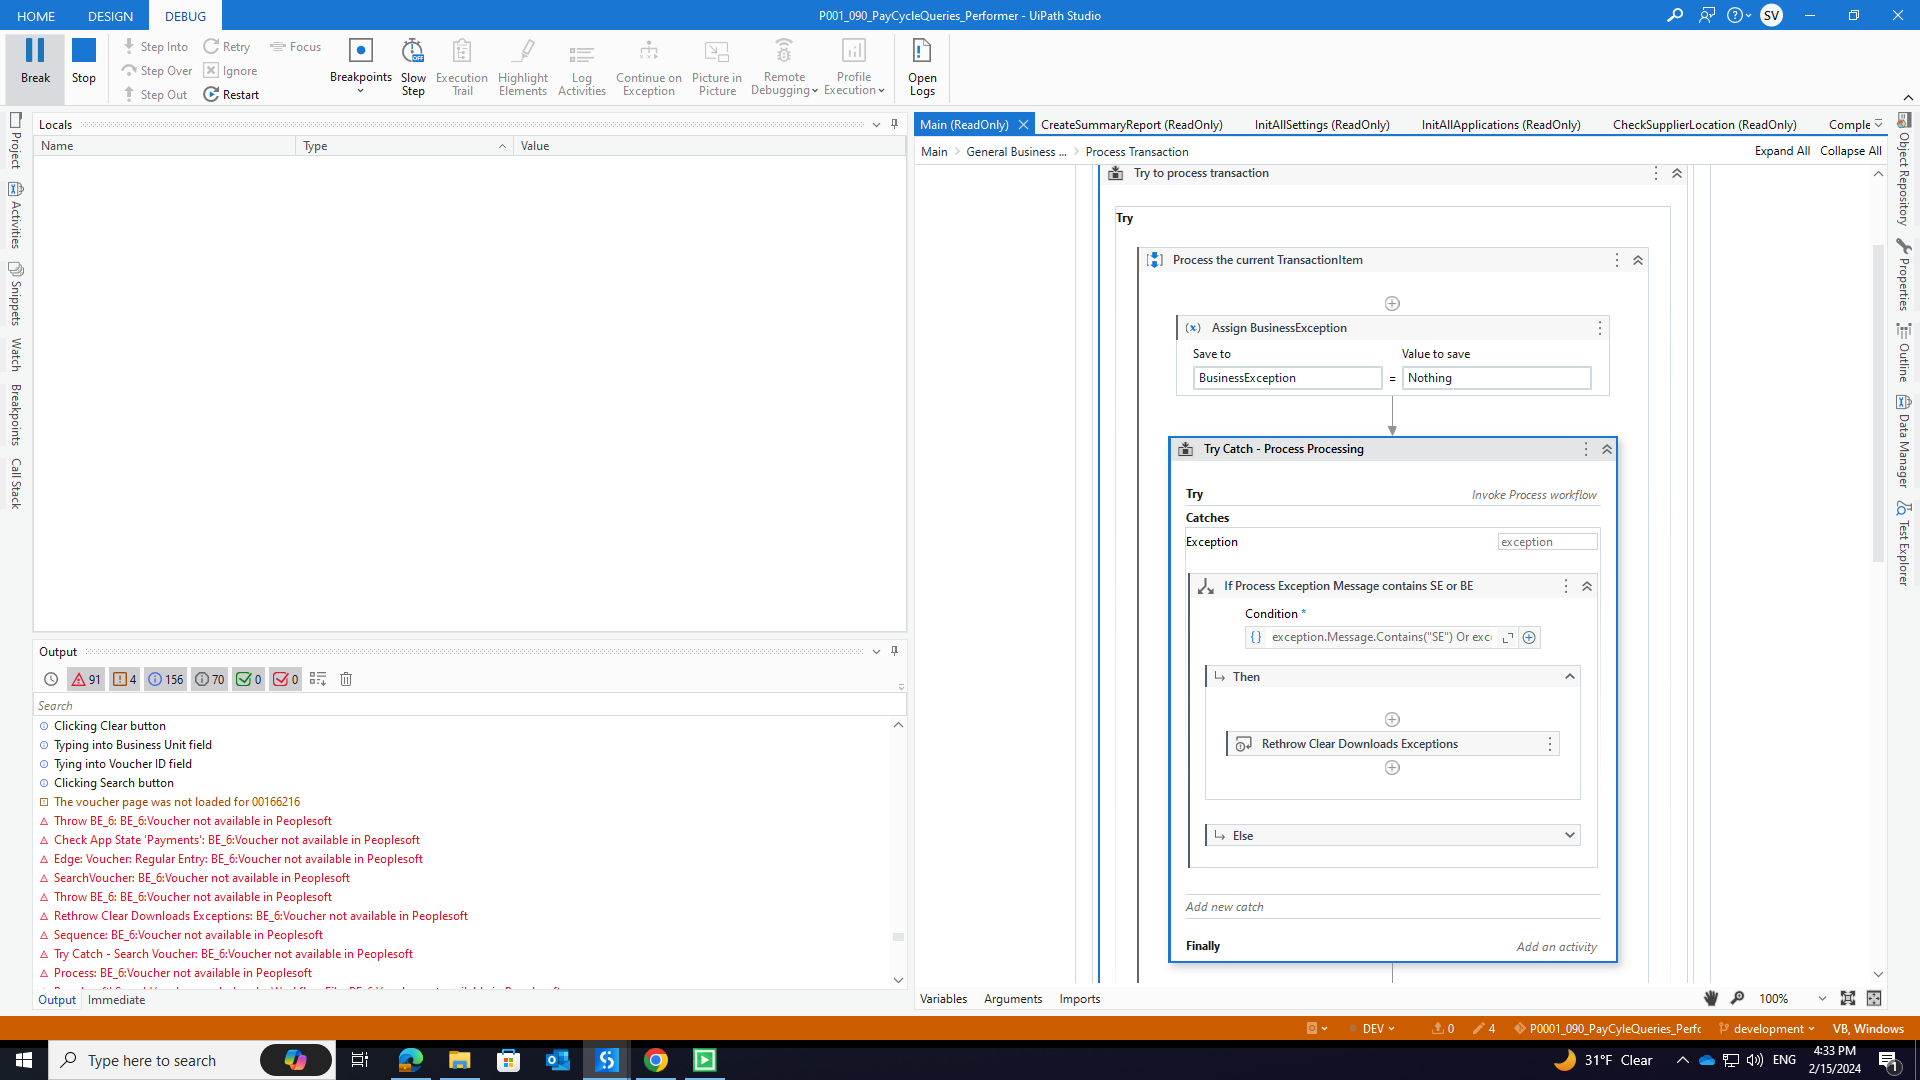 HOME DESIGN DEBUG
P001_090_PayCycleQueries_Performer - UiPath Studio
SV
Break
Stop
Step Into
Step Over
Step Out
Retry
Ignore
Restart
Focus
Breakpoints
Slow Step
OFF
Execution Trail
Highlight Elements
Log Activities
Continue on Exception
Picture in Picture
Remote Debugging
Profile Execution
Open Logs
Project
Activities
Snippets
Watch
Breakpoints
Call Stack
Locals
Name Type Value
Output
91 4 156 70 0 0
Search
Clicking Clear button
Typing into Business Unit field
Tying into Voucher ID field
Clicking Search button
The voucher page was not loaded for 00166216
Throw BE_6: BE_6:Voucher not available in Peoplesoft
Check App State 'Payments': BE_6:Voucher not available in Peoplesoft
Edge: Voucher: Regular Entry: BE_6:Voucher not available in Peoplesoft
SearchVoucher: BE_6:Voucher not available in Peoplesoft
Throw BE_6: BE_6:Voucher not available in Peoplesoft
Rethrow Clear Downloads Exceptions: BE_6:Voucher not available in Peoplesoft
Sequence: BE_6:Voucher not available in Peoplesoft
Try Catch - Search Voucher: BE_6:Voucher not available in Peoplesoft
Process: BE_6:Voucher not available in Peoplesoft
Output Immediate
Main (ReadOnly) CreateSummaryReport (ReadOnly) InitAllSettings (ReadOnly) InitAllApplications (ReadOnly) CheckSupplierLocation (ReadOnly) Comple
Main > General Business ... > Process Transaction
Expand All Collapse All
Try to process transaction
Try
Process the current TransactionItem
(x) Assign BusinessException
Save to Value to save
BusinessException = Nothing
Try Catch - Process Processing
Try Invoke Process workflow
Catches
Exception exception
If Process Exception Message contains SE or BE
Condition *
{} exception.Message.Contains("SE") Or exc
Then
Rethrow Clear Downloads Exceptions
Else
Add new catch
Finally Add an activity
Variables Arguments Imports
100%
Object Repository
Properties
Outline
Data Manager
Test Explorer
DEV 0 4 P0001_090_PayCyleQueries_Perfc development VB, Windows
Type here to search
31°F Clear
ENG
4:33 PM
2/15/2024
1